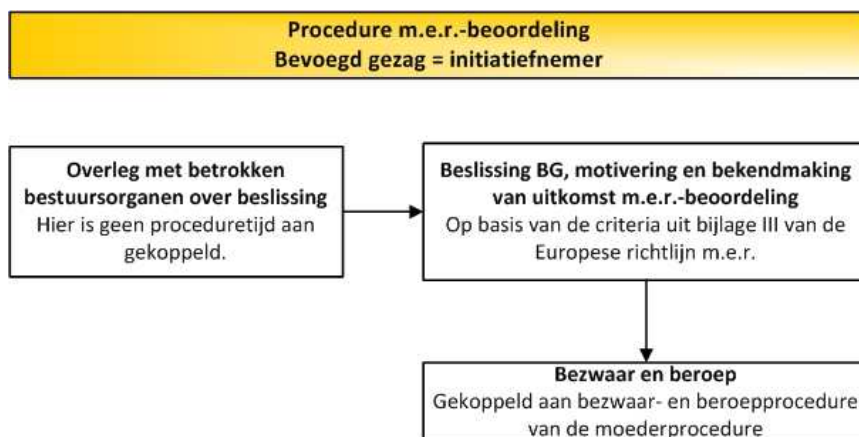 Procedure m.e.r.-beoordeling
Bevoegd gezag = initiatiefnemer
Overleg met betrokken
bestuursorganen over beslissing
Hier is geen proceduretijd aan
gekoppeld.
Beslissing BG, motivering en bekendmaking
van uitkomst m.e.r.-beoordeling
Op basis van de criteria uit bijlage III van de
Europese richtlijn m.e.r.
Bezwaar en beroep
Gekoppeld aan bezwaar- en beroepprocedure
van de moederprocedure